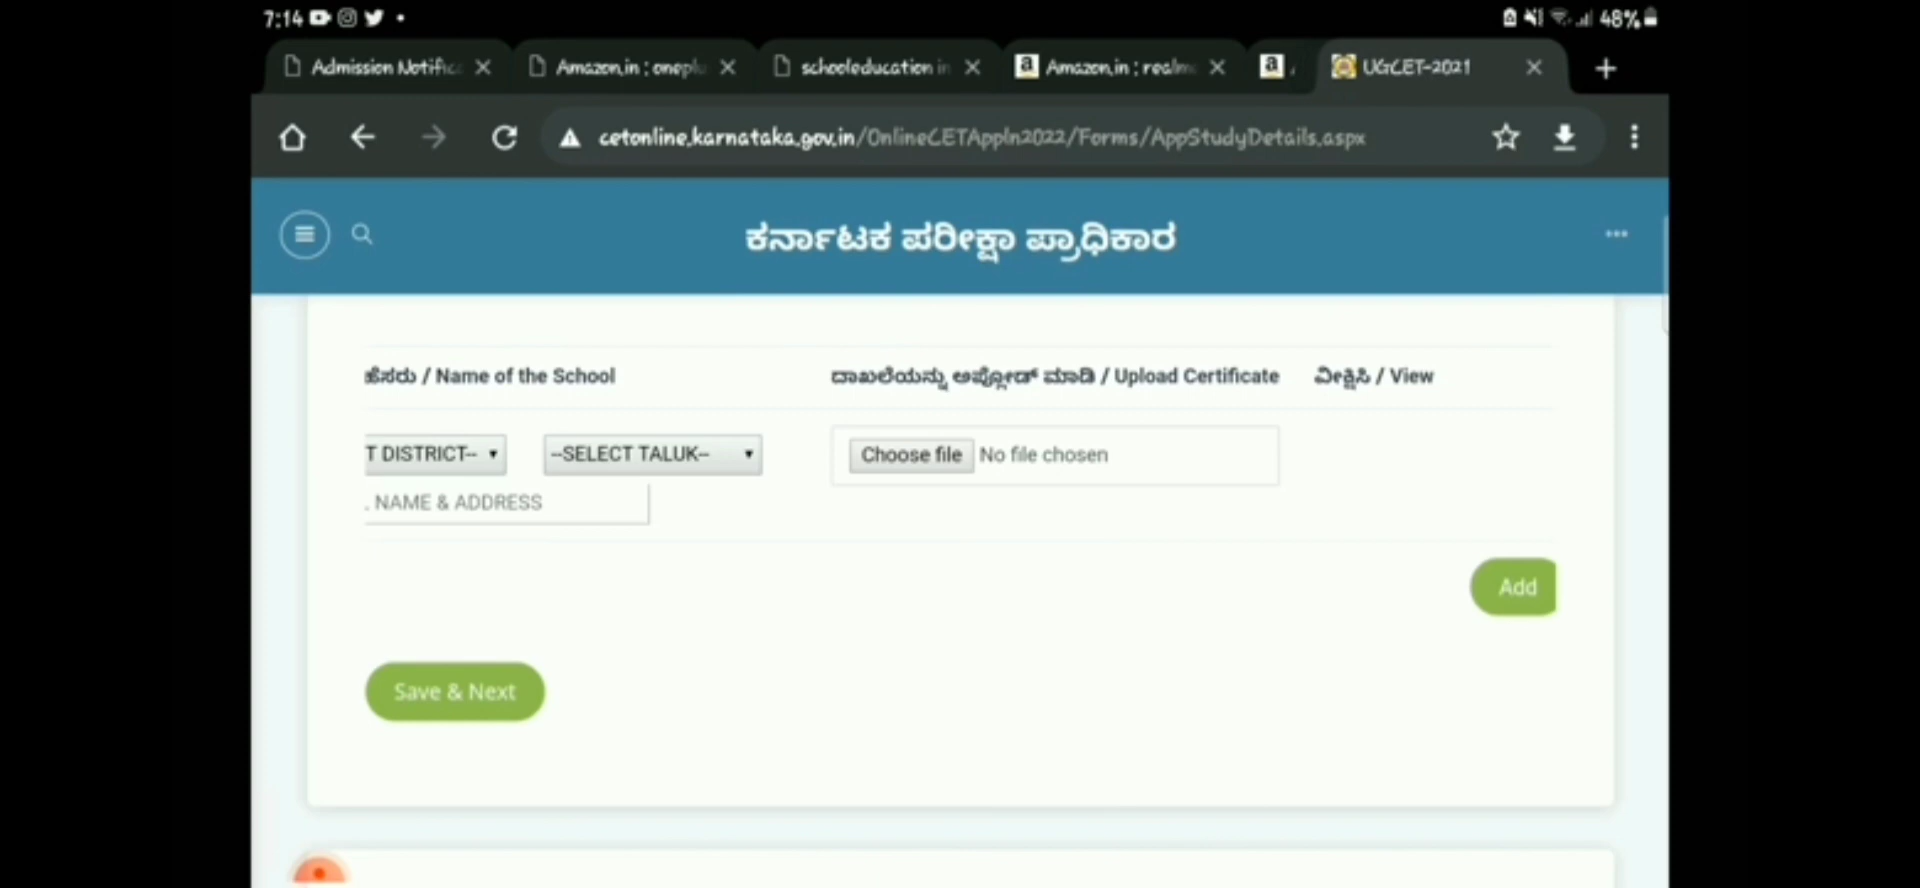 7:14
48%
Admission Notific
Amazon.in : onepl
schooleducation in
Amazon.in : realm
UGCET-2021
cetonline.karnataka.gov.in/OnlineCETAppln2022/Forms/AppStudyDetails.aspx
ಕರ್ನಾಟಕ ಪರೀಕ್ಷಾ ಪ್ರಾಧಿಕಾರ
ಹೆಸರು / Name of the School
ದಾಖಲೆಯನ್ನು ಅಪ್ಲೋಡ್ ಮಾಡಿ / Upload Certificate
ವೀಕ್ಷಿಸಿ / View
T DISTRICT--
--SELECT TALUK--
Choose file No file chosen
. NAME & ADDRESS
Add
Save & Next